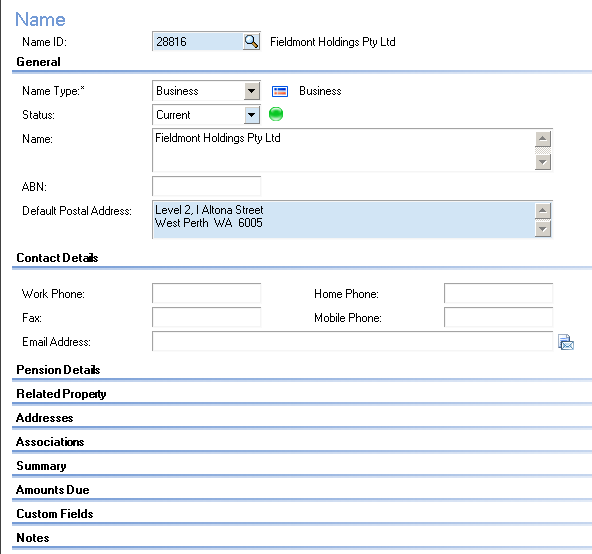 Name
Name ID: 28816 Fieldmont Holdings Pty Ltd
General
Name Type:* Business Business
Status: Current
Name: Fieldmont Holdings Pty Ltd
ABN:
Default Postal Address: Level 2, I Altona Street
West Perth WA 6005
Contact Details
Work Phone: Home Phone:
Fax: Mobile Phone:
Email Address:
Pension Details
Related Property
Addresses
Associations
Summary
Amounts Due
Custom Fields
Notes